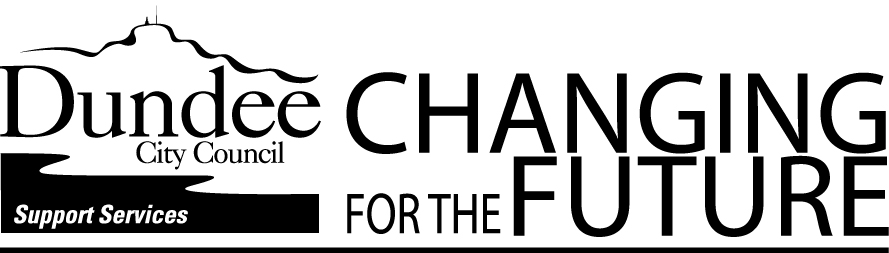 Dundee
City Council
Support Services
CHANGING
FOR THE FUTURE